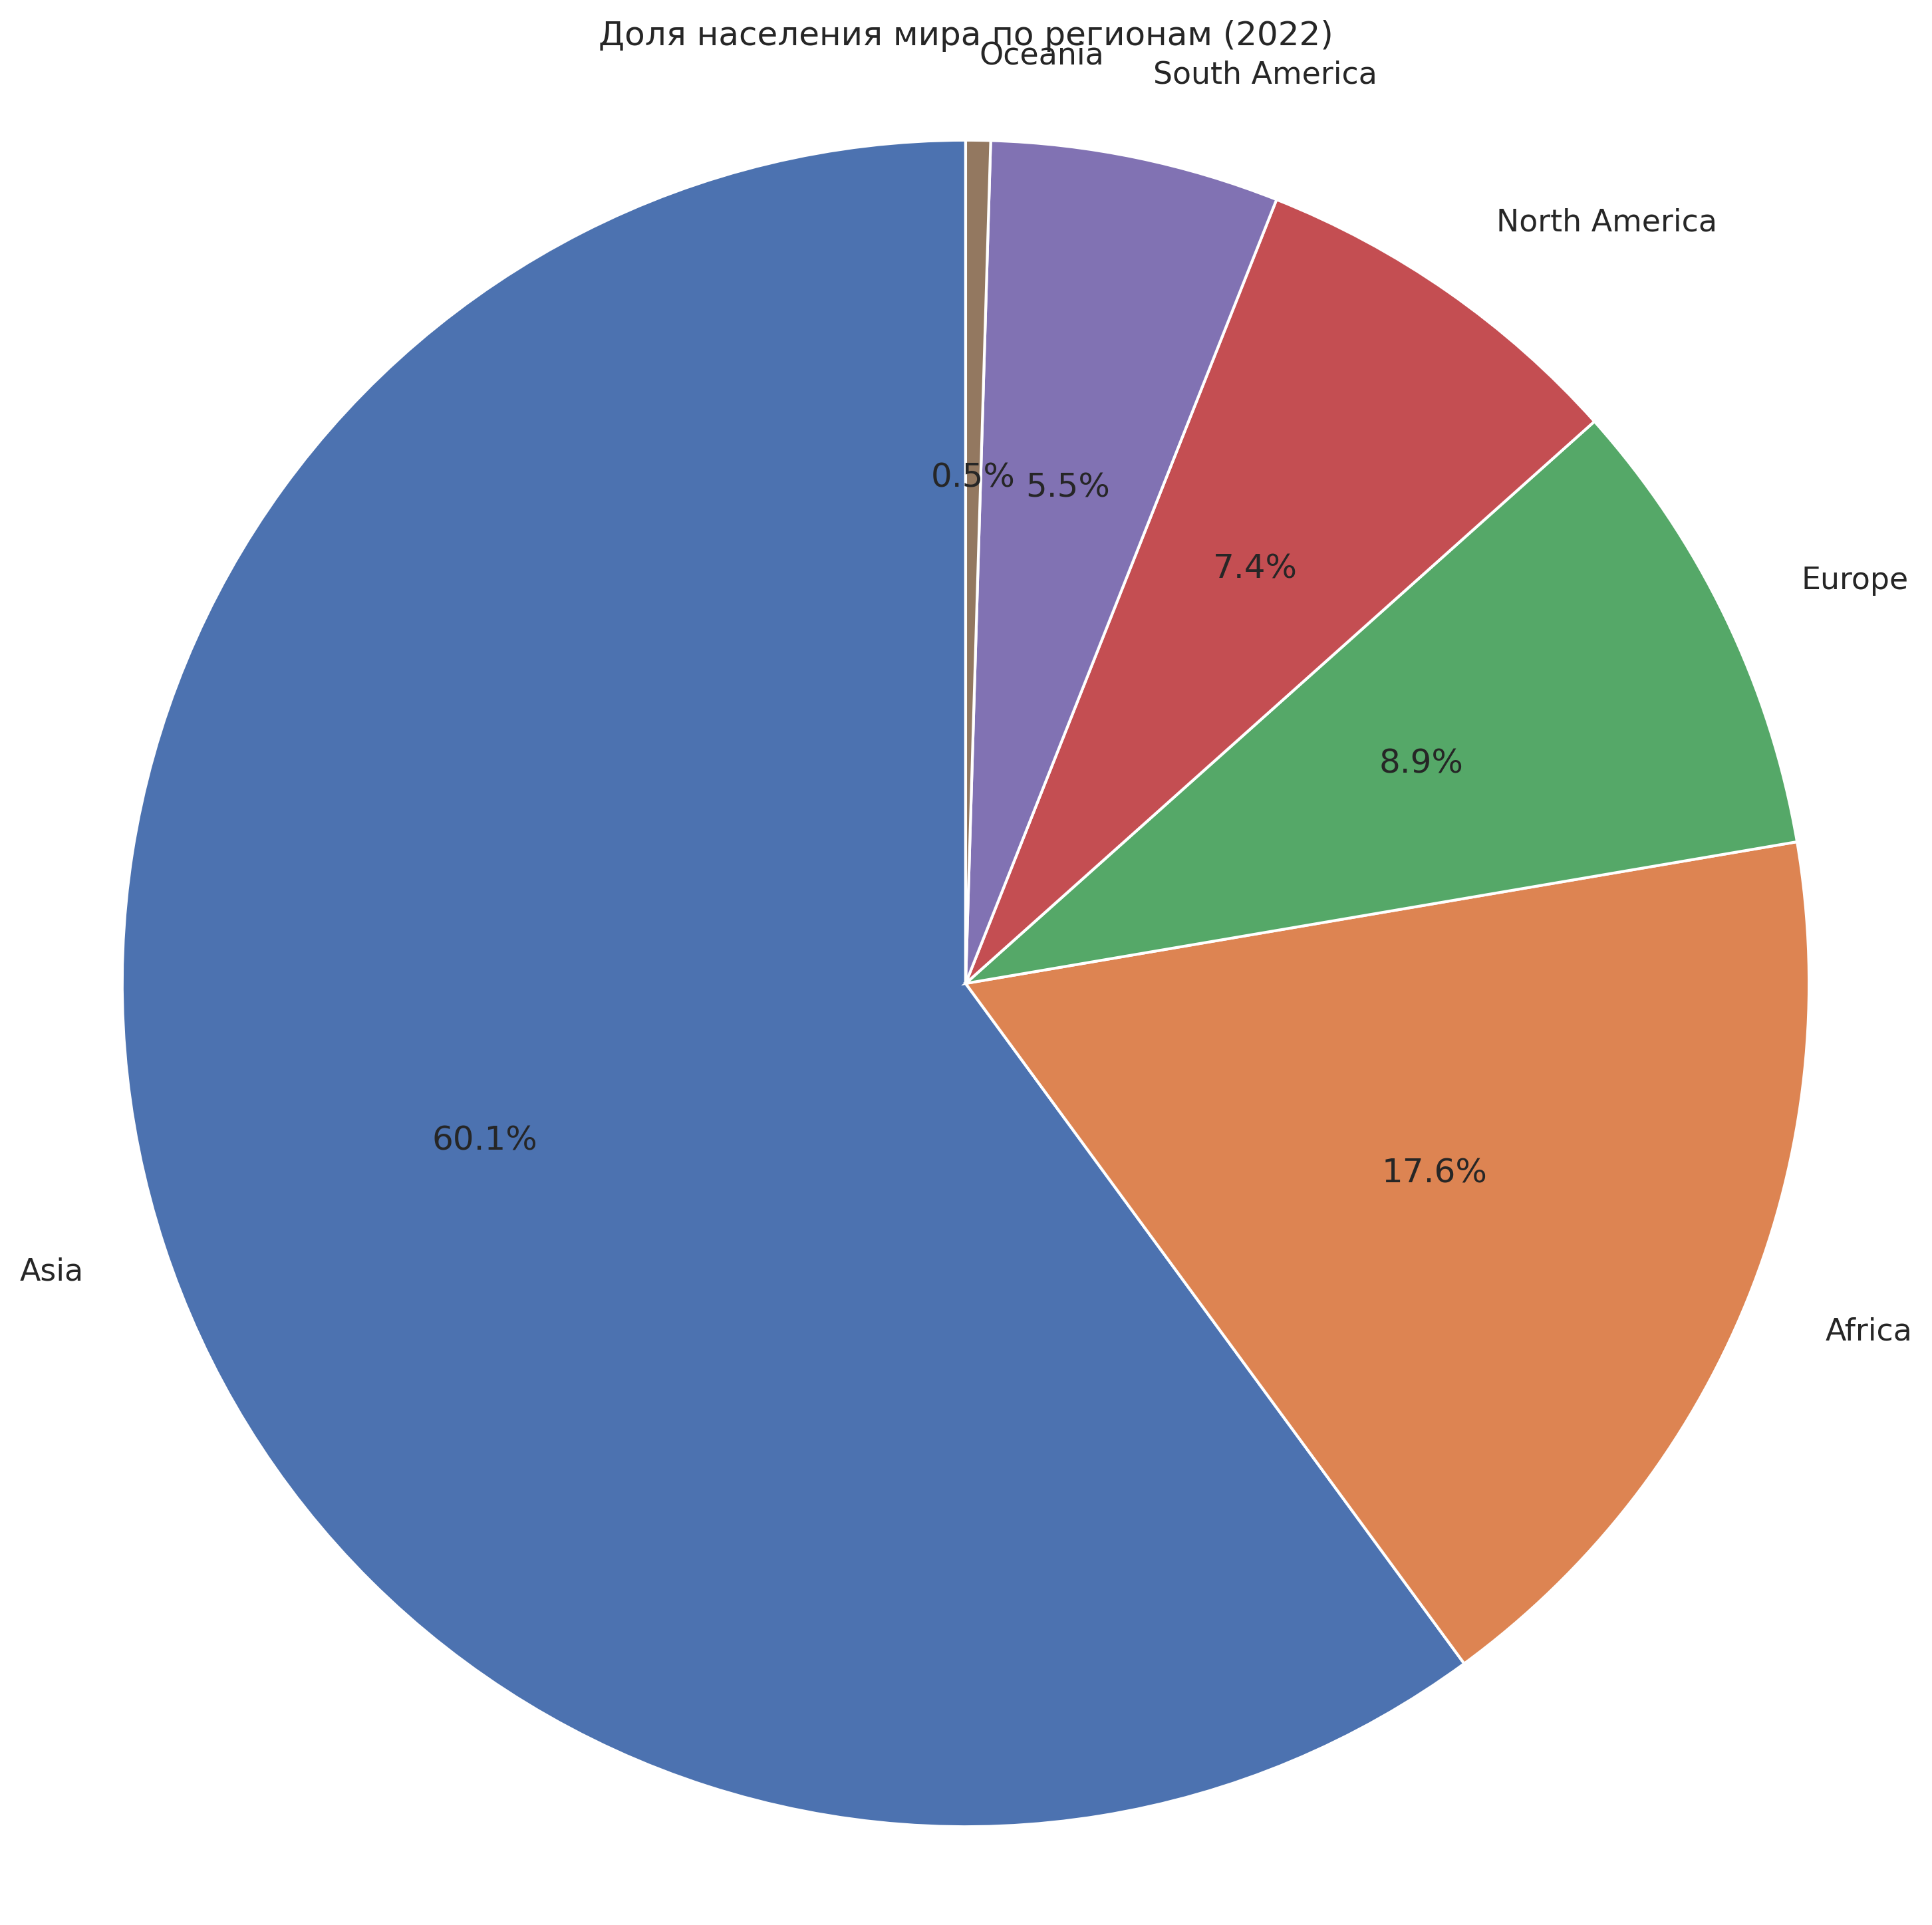 Доля населения мира по регионам (2022)
Oceania
South America
North America
Europe
0.5%
5.5%
7.4%
8.9%
60.1%
17.6%
Asia
Africa